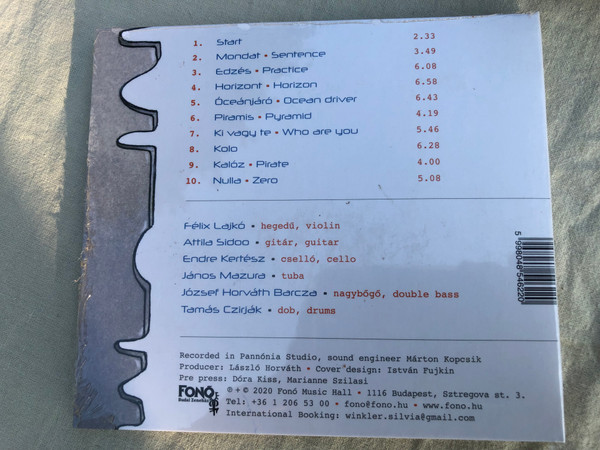 1. Start 2.33
2. Mondat • Sentence 3.49
3. Edzés • Practice 6.08
4. Horizont • Horizon 6.58
5. Óceánjáró • Ocean driver 6.43
6. Piramis • Pyramid 4.19
7. Ki vagy te • Who are you 5.46
8. Kolo 6.28
9. Kalóz • Pirate 4.00
10. Nulla • Zero 5.08
Félix Lajkó • hegedű, violin
Attila Sidoo • gitár, guitar
Endre Kertész • cselló, cello
János Mazura • tuba
József Horváth Barcza • nagybőgő, double bass
Tamás Czirják • dob, drums
5 998048 546220
Recorded in Pannónia Studio, sound engineer Márton Kopcsik
Producer: László Horváth • Cover design: István Fujkin
Pre press: Dóra Kiss, Marianne Szilasi
FONÓ
Budai Zeneház
℗ + © 2020 Fonó Music Hall • 1116 Budapest, Sztregova st. 3.
Tel: +36 1 206 53 00 • fono@fono.hu • www.fono.hu
International Booking: winkler.silvia@gmail.com